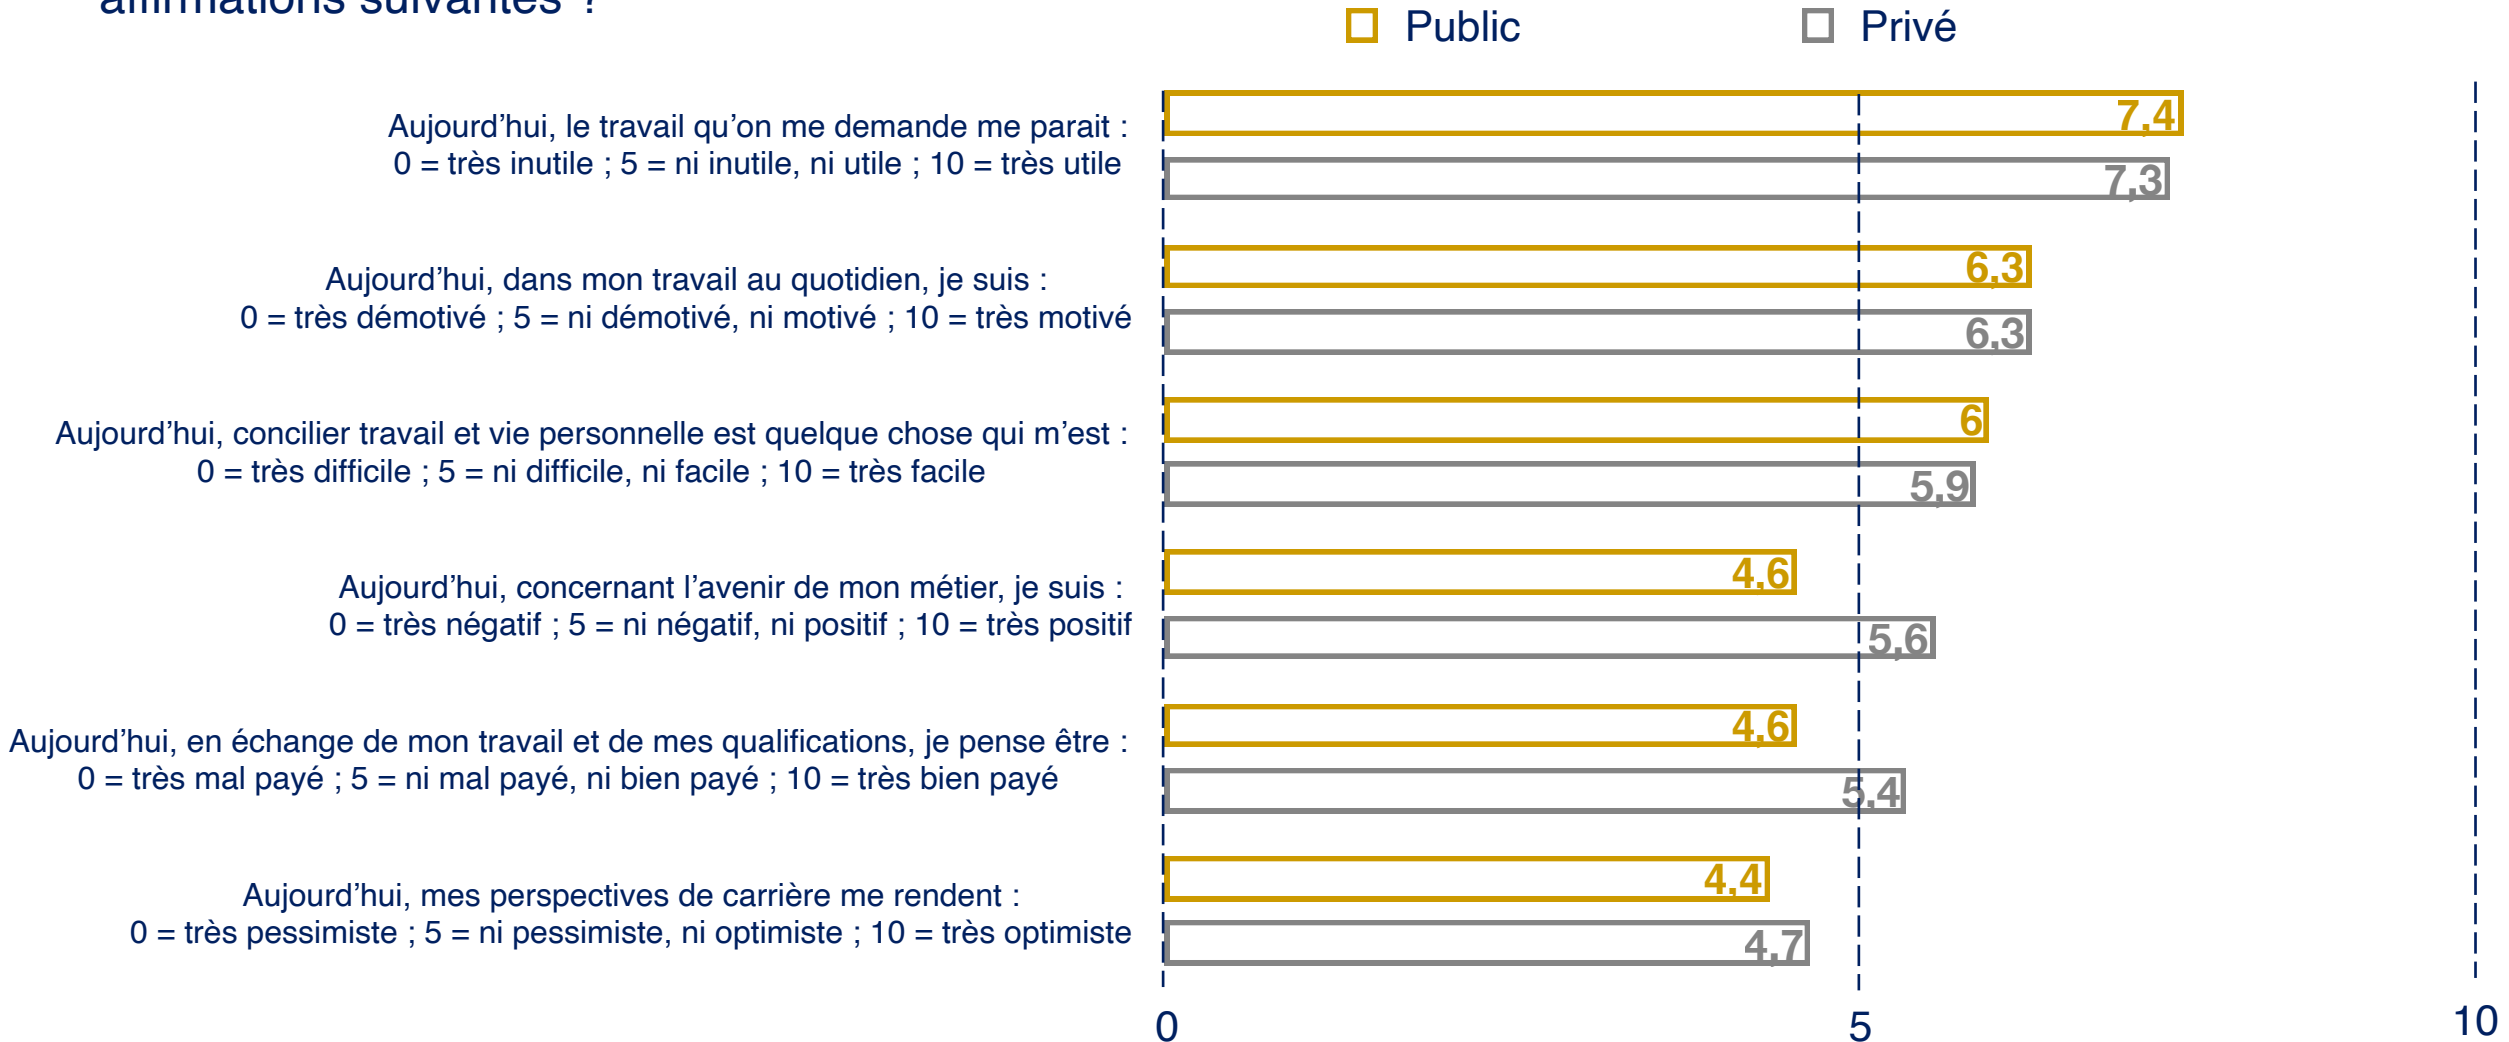 affirmations suivantes ?
Public
Privé
Aujourd’hui, le travail qu’on me demande me parait :
0 = très inutile ; 5 = ni inutile, ni utile ; 10 = très utile
7,4
7,3
Aujourd’hui, dans mon travail au quotidien, je suis :
0 = très démotivé ; 5 = ni démotivé, ni motivé ; 10 = très motivé
6,3
6,3
Aujourd’hui, concilier travail et vie personnelle est quelque chose qui m’est :
0 = très difficile ; 5 = ni difficile, ni facile ; 10 = très facile
6
5,9
Aujourd’hui, concernant l’avenir de mon métier, je suis :
0 = très négatif ; 5 = ni négatif, ni positif ; 10 = très positif
4,6
5,6
Aujourd’hui, en échange de mon travail et de mes qualifications, je pense être :
0 = très mal payé ; 5 = ni mal payé, ni bien payé ; 10 = très bien payé
4,6
5,4
Aujourd’hui, mes perspectives de carrière me rendent :
0 = très pessimiste ; 5 = ni pessimiste, ni optimiste ; 10 = très optimiste
4,4
4,7
0
5
10